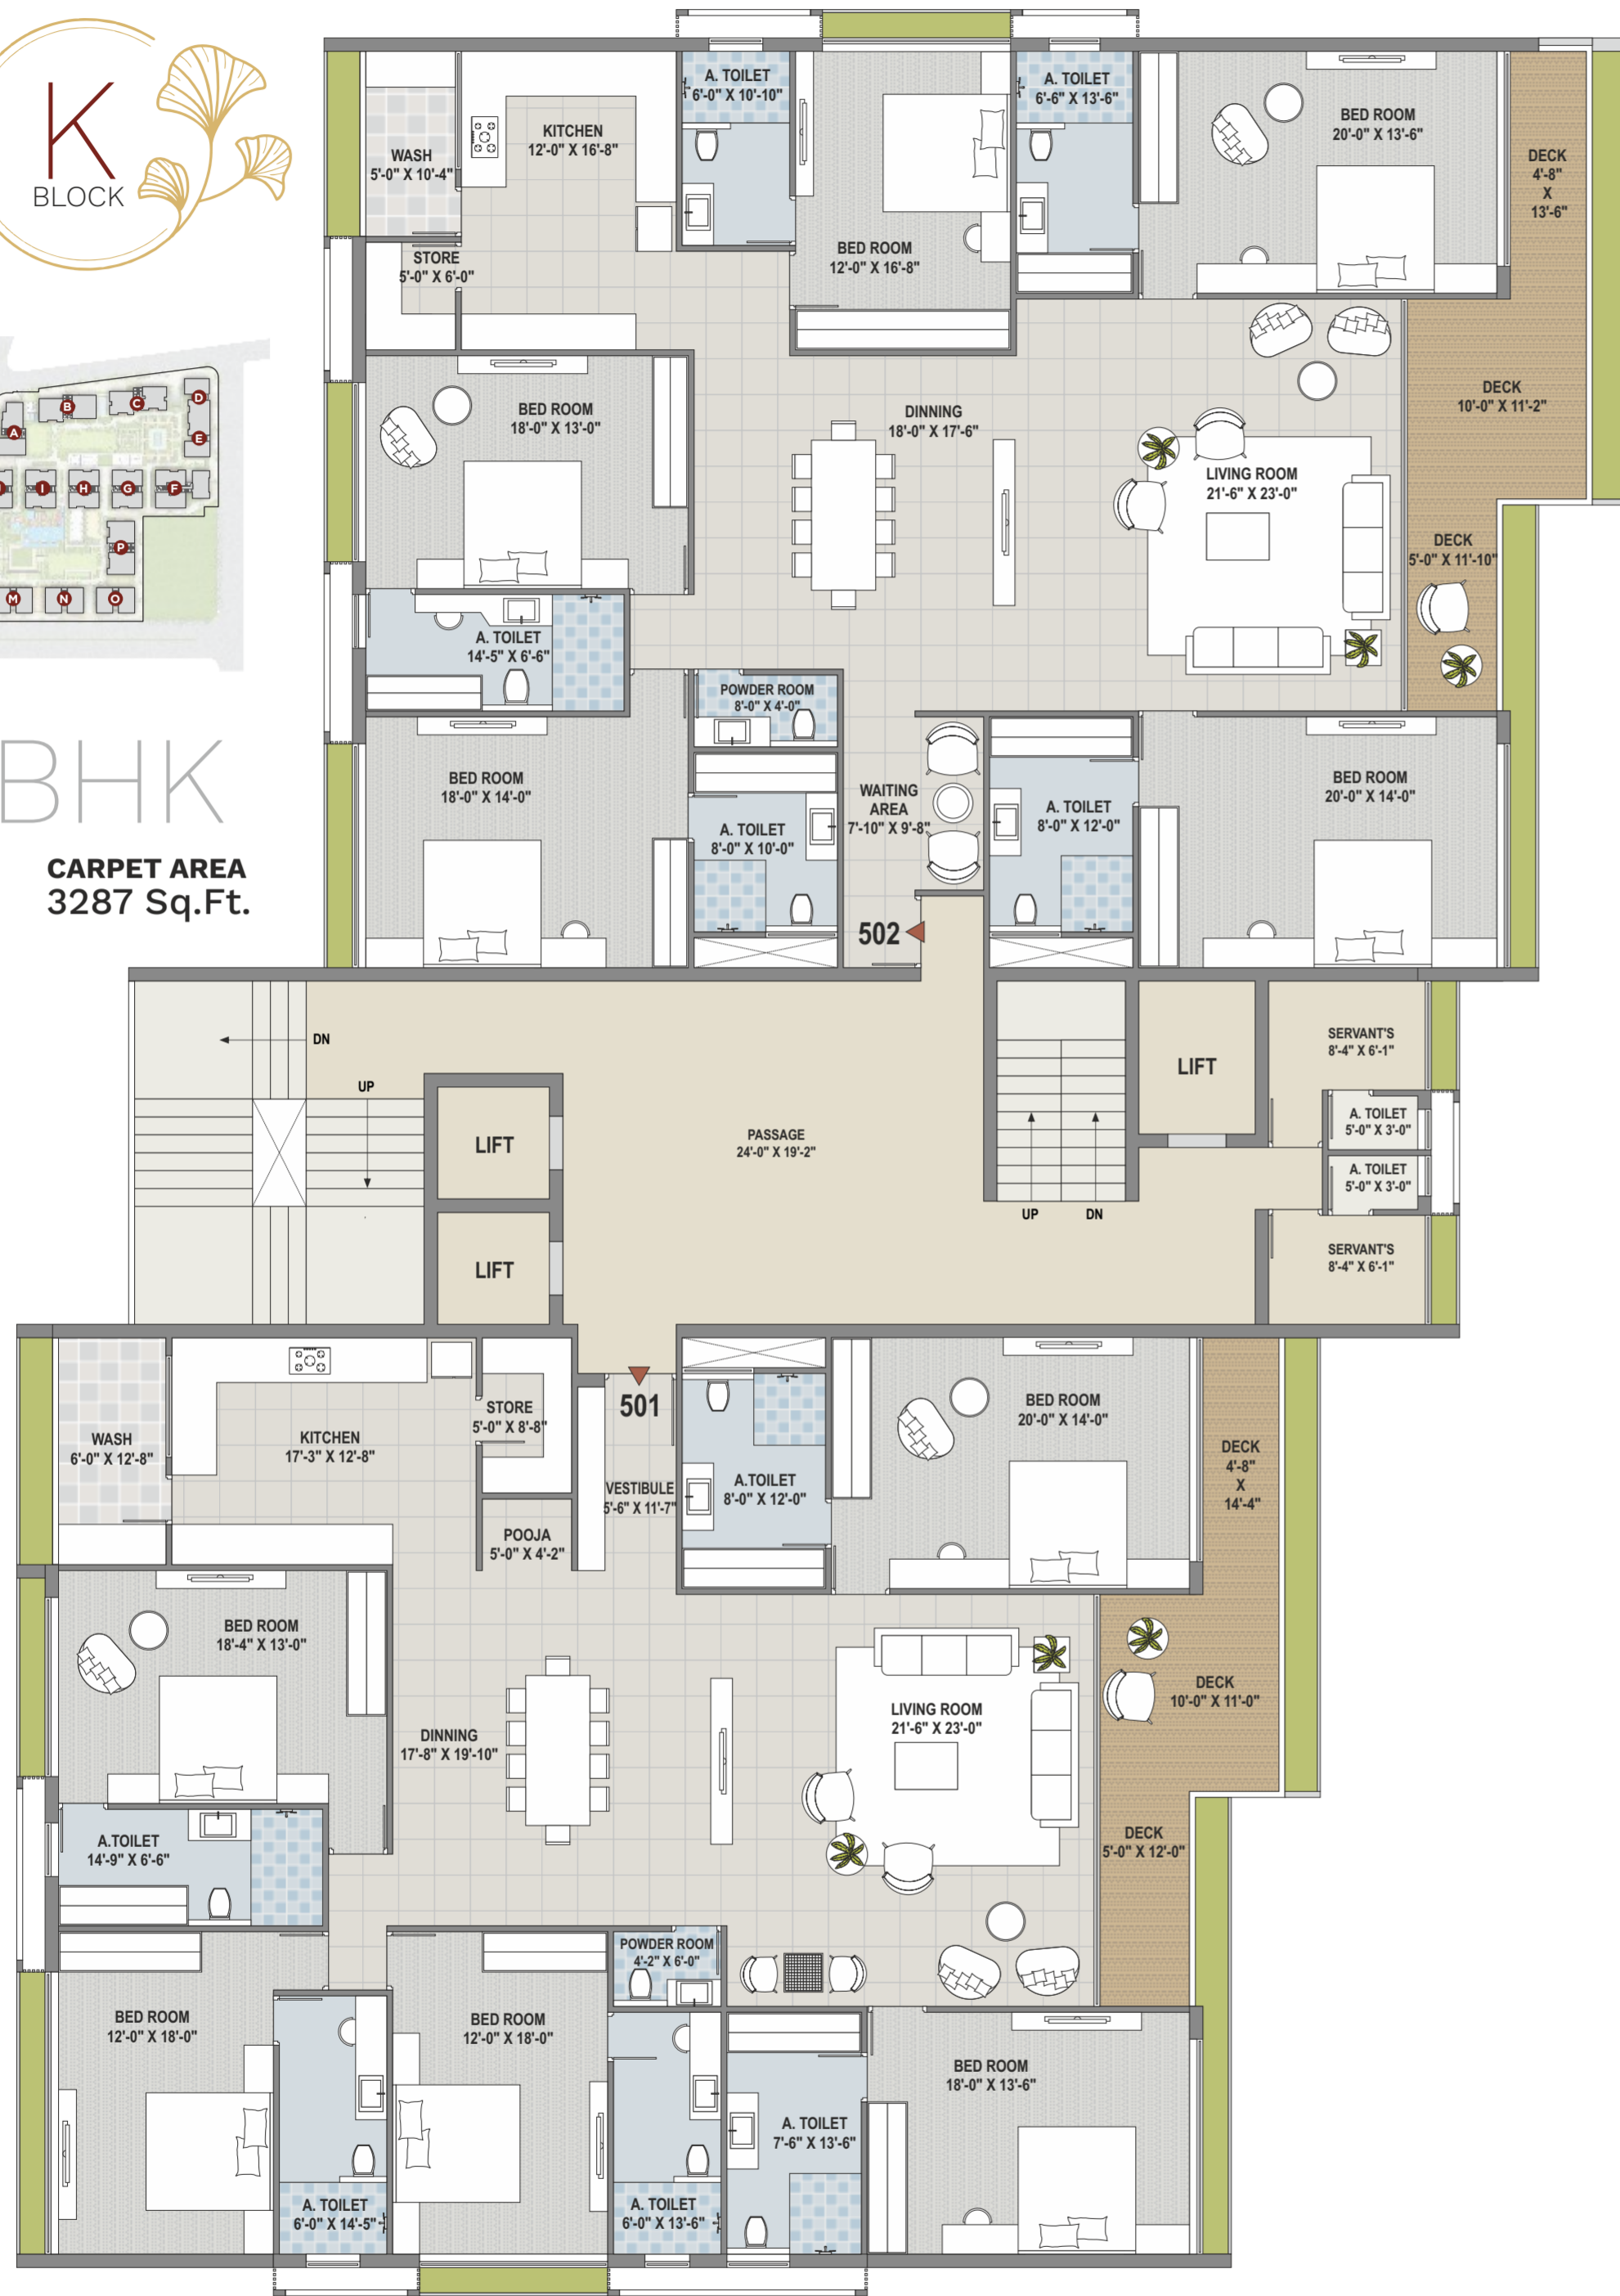 K
BLOCK
A
B
C
D
E
I
H
G
F
P
M
N
O
BHK
CARPET AREA
3287 Sq.Ft.
WASH
5'-0" X 10'-4"
KITCHEN
12'-0" X 16'-8"
A. TOILET
6'-0" X 10'-10"
BED ROOM
12'-0" X 16'-8"
A. TOILET
6'-6" X 13'-6"
BED ROOM
20'-0" X 13'-6"
DECK
4'-8"
X
13'-6"
STORE
5'-0" X 6'-0"
BED ROOM
18'-0" X 13'-0"
DINNING
18'-0" X 17'-6"
LIVING ROOM
21'-6" X 23'-0"
DECK
10'-0" X 11'-2"
DECK
5'-0" X 11'-10"
A. TOILET
14'-5" X 6'-6"
POWDER ROOM
8'-0" X 4'-0"
BED ROOM
18'-0" X 14'-0"
A. TOILET
8'-0" X 10'-0"
WAITING
AREA
7'-10" X 9'-8"
A. TOILET
8'-0" X 12'-0"
BED ROOM
20'-0" X 14'-0"
502
DN
UP
LIFT
LIFT
PASSAGE
24'-0" X 19'-2"
UP
DN
LIFT
SERVANT'S
8'-4" X 6'-1"
A. TOILET
5'-0" X 3'-0"
A. TOILET
5'-0" X 3'-0"
SERVANT'S
8'-4" X 6'-1"
WASH
6'-0" X 12'-8"
KITCHEN
17'-3" X 12'-8"
STORE
5'-0" X 8'-8"
501
VESTIBULE
5'-6" X 11'-7"
POOJA
5'-0" X 4'-2"
A.TOILET
8'-0" X 12'-0"
BED ROOM
20'-0" X 14'-0"
DECK
4'-8"
X
14'-4"
BED ROOM
18'-4" X 13'-0"
DINNING
17'-8" X 19'-10"
LIVING ROOM
21'-6" X 23'-0"
DECK
10'-0" X 11'-0"
DECK
5'-0" X 12'-0"
A.TOILET
14'-9" X 6'-6"
POWDER ROOM
4'-2" X 6'-0"
BED ROOM
12'-0" X 18'-0"
BED ROOM
12'-0" X 18'-0"
BED ROOM
18'-0" X 13'-6"
A. TOILET
7'-6" X 13'-6"
A. TOILET
6'-0" X 14'-5"
A. TOILET
6'-0" X 13'-6"